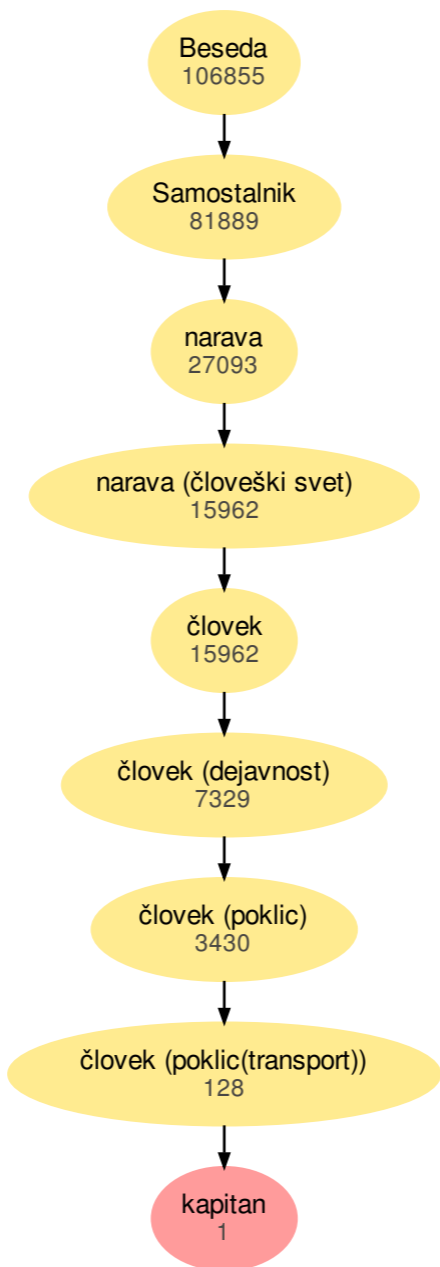 Beseda
106855
Samostalnik
81889
narava
27093
narava (človeški svet)
15962
človek
15962
človek (dejavnost)
7329
človek (poklic)
3430
človek (poklic(transport))
128
kapitan
1